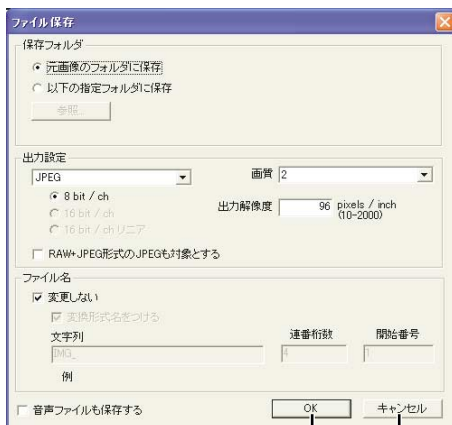 ファイル保存
保存フォルダ
元画像のフォルダに保存
以下の指定フォルダに保存
参照...
出力設定
JPEG
画質 2
8 bit / ch
出力解像度 96 pixels / inch
(10-2000)
16 bit / ch
16 bit / ch リニア
RAW+JPEG形式のJPEGも対象とする
ファイル名
変更しない
変換形式名をつける
文字列 連番桁数 開始番号
IMG_ 4 1
例
音声ファイルも保存する OK キャンセル